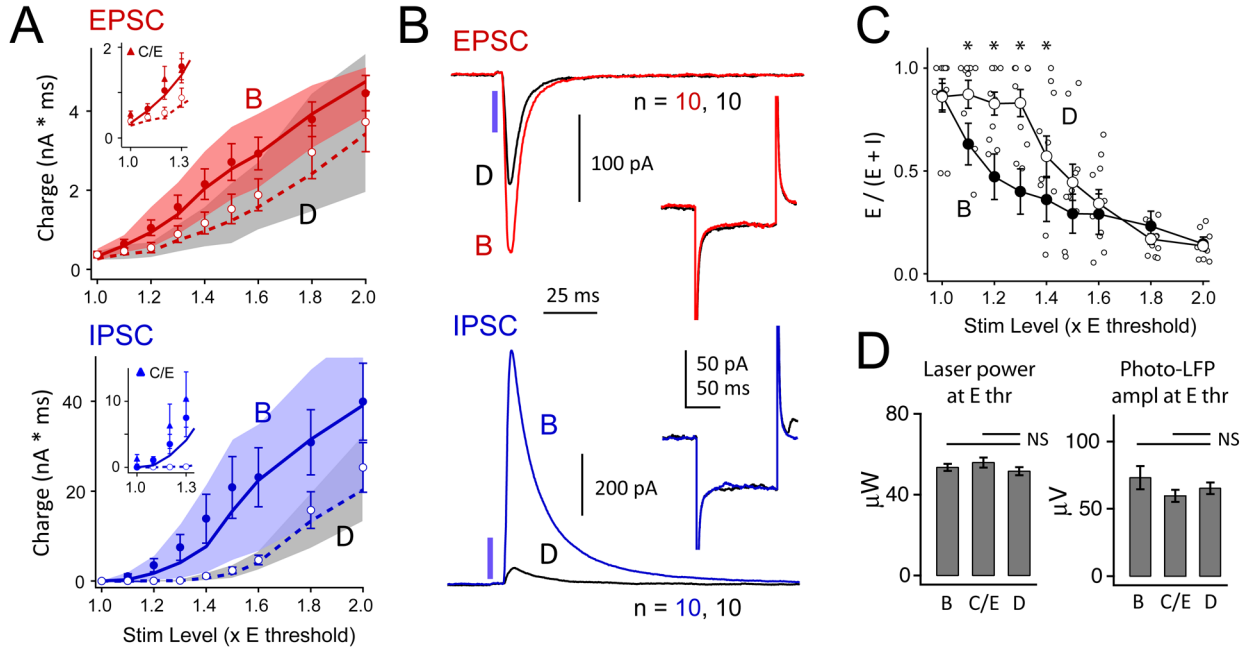 A
EPSC
C/E
2
0
1.0
1.3
B
D
4
2
0
Charge (nA * ms)
1.0 1.2 1.4 1.6 1.8 2.0
IPSC
C/E
10
0
1.0
1.3
B
D
40
20
0
Charge (nA * ms)
1.0 1.2 1.4 1.6 1.8 2.0
Stim Level (x E threshold)
B
EPSC
n = 10, 10
D
100 pA
B
25 ms
IPSC
50 pA
50 ms
B
200 pA
D
n = 10, 10
C
* * * *
1.0
0.5
0.0
E / (E + I)
D
B
1.0 1.2 1.4 1.6 1.8 2.0
Stim Level (x E threshold)
D
Laser power
at E thr
80
40
0
μW
NS
B C/E D
Photo-LFP
ampl at E thr
100
50
0
μV
NS
B C/E D